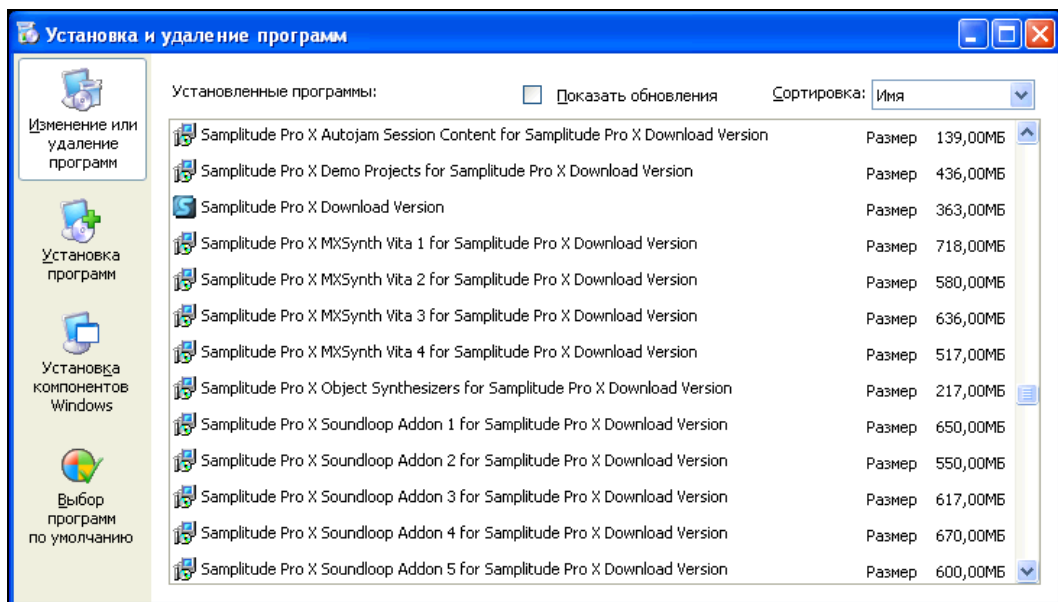 Установка и удаление программ
Изменение или
удаление
программ
Установка
программ
Установка
компонентов
Windows
Выбор
программ
по умолчанию
Установленные программы: Показать обновления Сортировка: Имя
Samplitude Pro X Autojam Session Content for Samplitude Pro X Download Version Размер 139,00МБ
Samplitude Pro X Demo Projects for Samplitude Pro X Download Version Размер 436,00МБ
Samplitude Pro X Download Version Размер 363,00МБ
Samplitude Pro X MXSynth Vita 1 for Samplitude Pro X Download Version Размер 718,00МБ
Samplitude Pro X MXSynth Vita 2 for Samplitude Pro X Download Version Размер 580,00МБ
Samplitude Pro X MXSynth Vita 3 for Samplitude Pro X Download Version Размер 636,00МБ
Samplitude Pro X MXSynth Vita 4 for Samplitude Pro X Download Version Размер 517,00МБ
Samplitude Pro X Object Synthesizers for Samplitude Pro X Download Version Размер 217,00МБ
Samplitude Pro X Soundloop Addon 1 for Samplitude Pro X Download Version Размер 650,00МБ
Samplitude Pro X Soundloop Addon 2 for Samplitude Pro X Download Version Размер 550,00МБ
Samplitude Pro X Soundloop Addon 3 for Samplitude Pro X Download Version Размер 617,00МБ
Samplitude Pro X Soundloop Addon 4 for Samplitude Pro X Download Version Размер 670,00МБ
Samplitude Pro X Soundloop Addon 5 for Samplitude Pro X Download Version Размер 600,00МБ